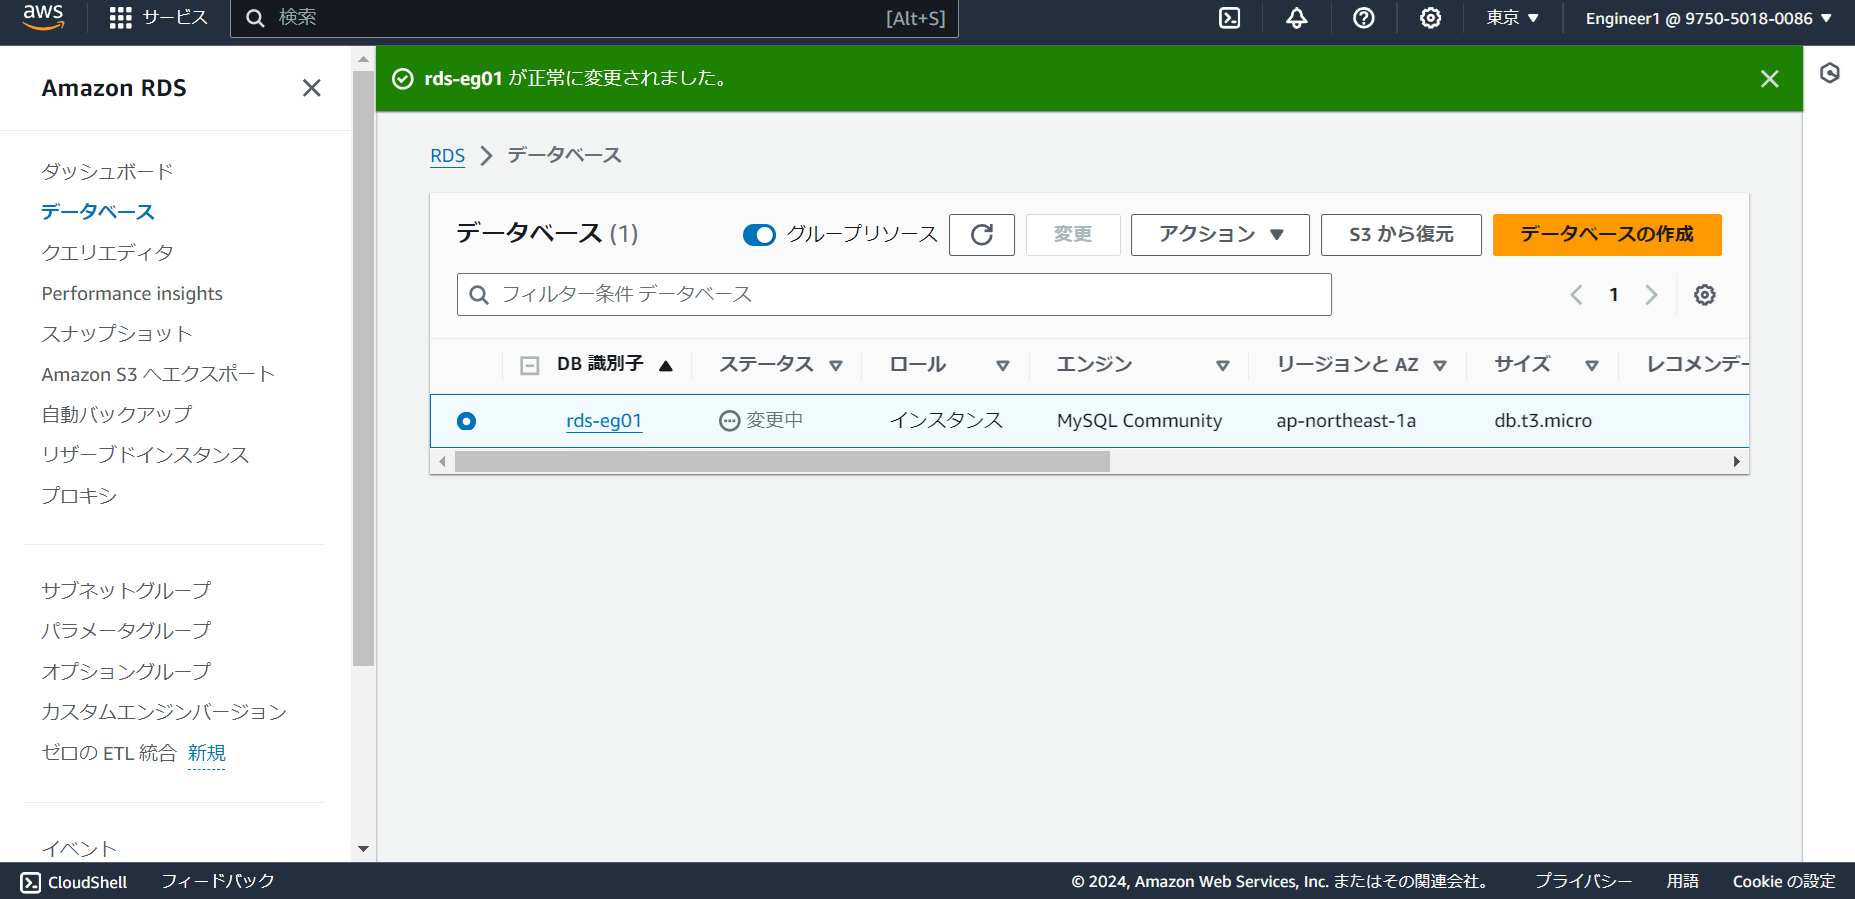 aws
サービス
検索
[Alt+S]
東京 ▼
Engineer1 @ 9750-5018-0086 ▼
Amazon RDS
ダッシュボード
データベース
クエリエディタ
Performance insights
スナップショット
Amazon S3 へエクスポート
自動バックアップ
リザーブドインスタンス
プロキシ
サブネットグループ
パラメータグループ
オプショングループ
カスタムエンジンバージョン
ゼロの ETL 統合 新規
イベント
rds-eg01 が正常に変更されました。
RDS > データベース
データベース (1)
グループリソース
変更
アクション ▼
S3 から復元
データベースの作成
フィルター条件 データベース
1
DB 識別子 ▲ ステータス ▽ ロール ▽ エンジン ▽ リージョンと AZ ▽ サイズ ▽ レコメンデー
rds-eg01 変更中 インスタンス MySQL Community ap-northeast-1a db.t3.micro
CloudShell フィードバック © 2024, Amazon Web Services, Inc. またはその関連会社。 プライバシー 用語 Cookie の設定